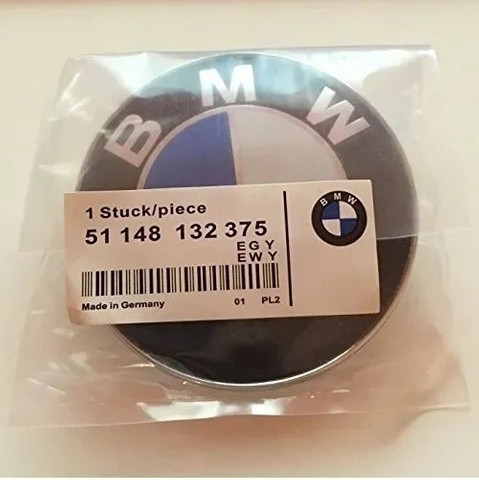 BMW
1 Stuck/piece
51 148 132 375
EGY
EWY
Made in Germany 01 PL2
BMW